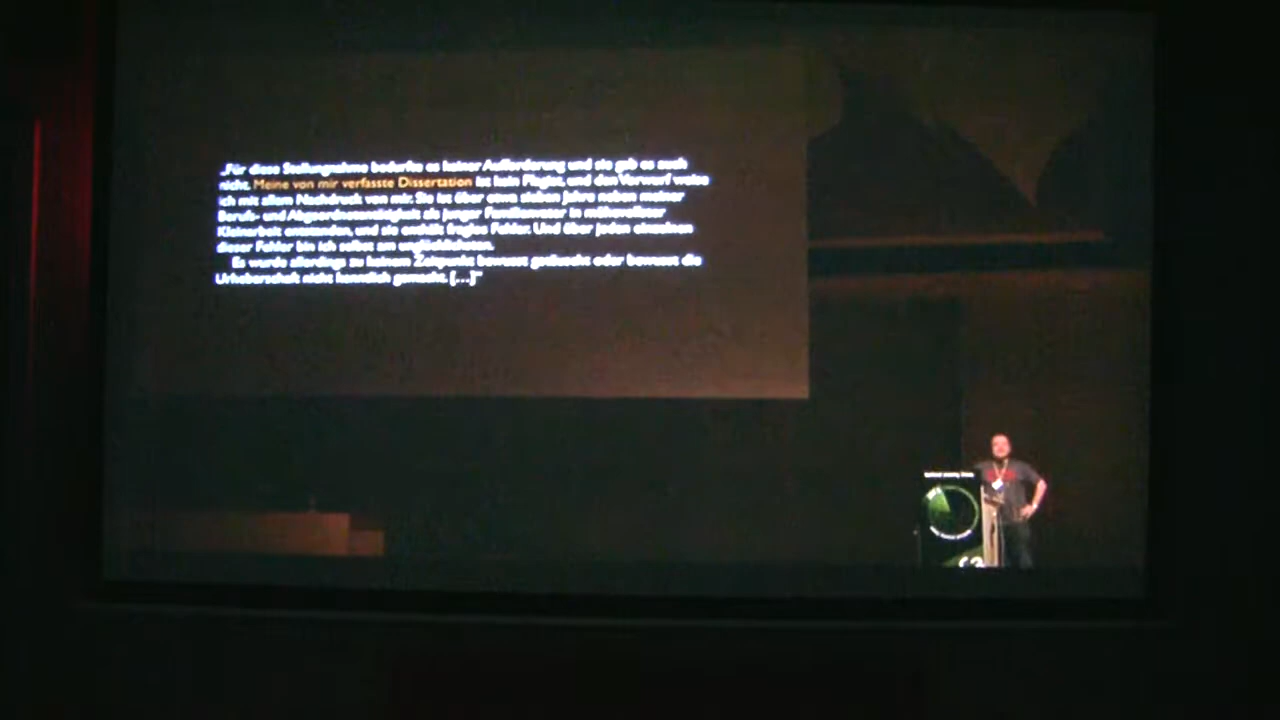 „Für diese Stellungnahme bedurfte es keiner Aufforderung und sie gab es auch
nicht. Meine von mir verfasste Dissertation ist kein Plagiat, und den Vorwurf weise
ich mit allem Nachdruck von mir. Sie ist über etwa sieben Jahre neben meiner
Berufs- und Abgeordnetentätigkeit als junger Familienvater in mühevollster
Kleinarbeit entstanden, und sie enthält fraglos Fehler. Und über jeden einzelnen
dieser Fehler bin ich selbst am unglücklichsten.
Es wurde allerdings zu keinem Zeitpunkt bewusst getäuscht oder bewusst die
Urheberschaft nicht kenntlich gemacht. [...]“